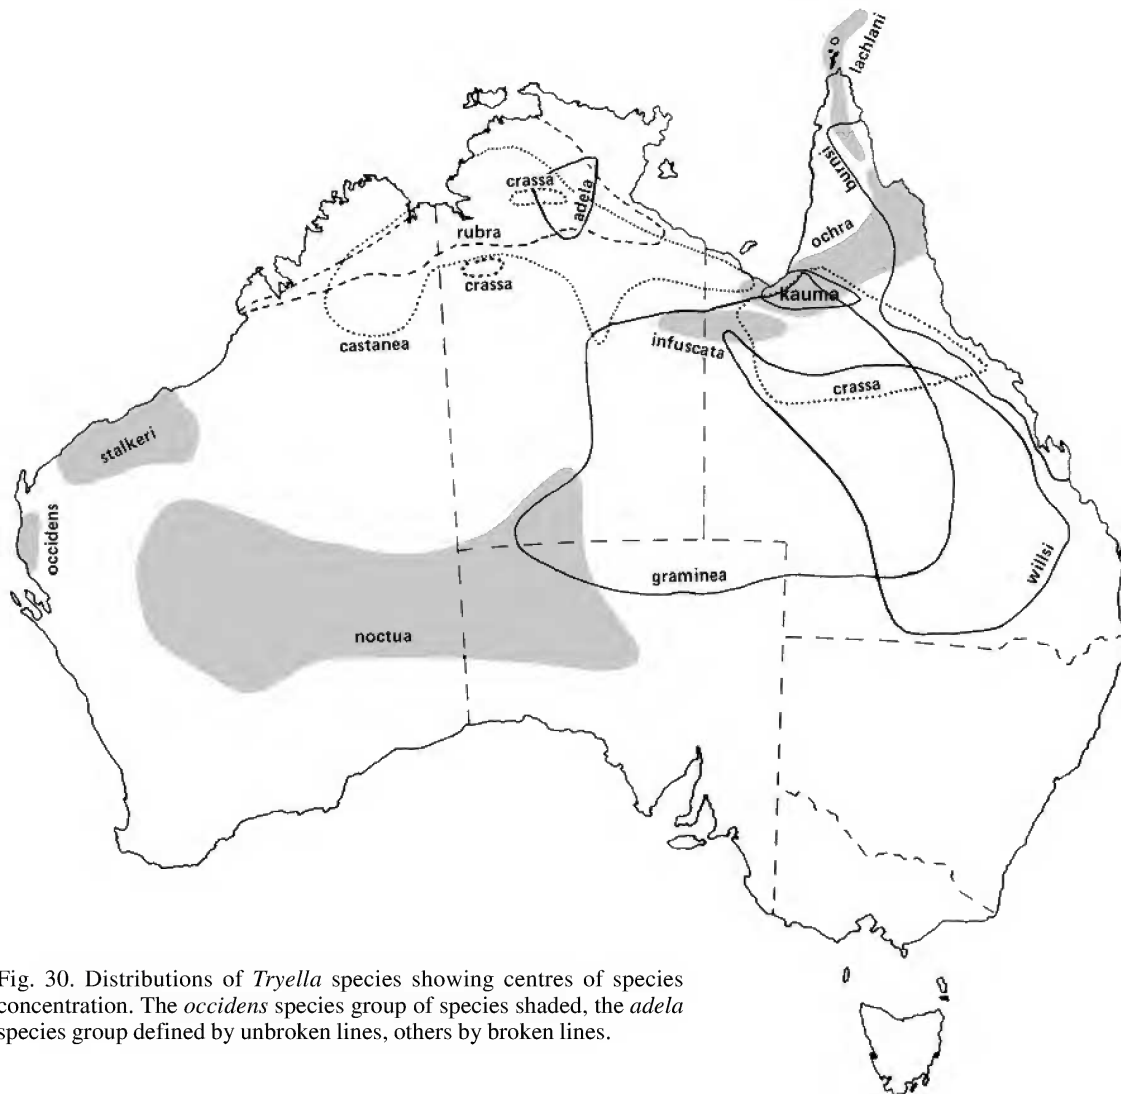 lachlani
burnsi
crassa
adela
ochra
rubra
crassa
kauma
castanea
infuscata
crassa
stalkeri
occidens
graminea
willsi
noctua
Fig. 30. Distributions of Tryella species showing centres of species
concentration. The occidens species group of species shaded, the adela
species group defined by unbroken lines, others by broken lines.